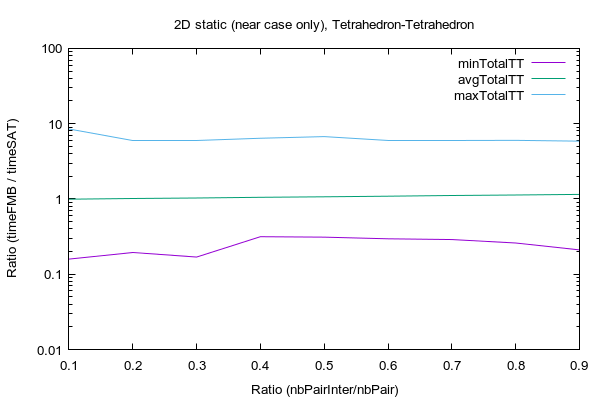 2D static (near case only), Tetrahedron-Tetrahedron
100
10
1
0.1
0.01
Ratio (timeFMB / timeSAT)
minTotalTT
avgTotalTT
maxTotalTT
0.1 0.2 0.3 0.4 0.5 0.6 0.7 0.8 0.9
Ratio (nbPairInter/nbPair)